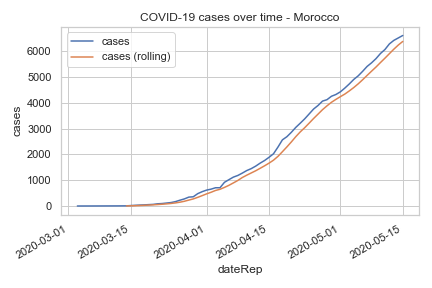 COVID-19 cases over time - Morocco
cases
cases (rolling)
6000
5000
4000
3000
2000
1000
0
cases
2020-03-01
2020-03-15
2020-04-01
2020-04-15
2020-05-01
2020-05-15
dateRep